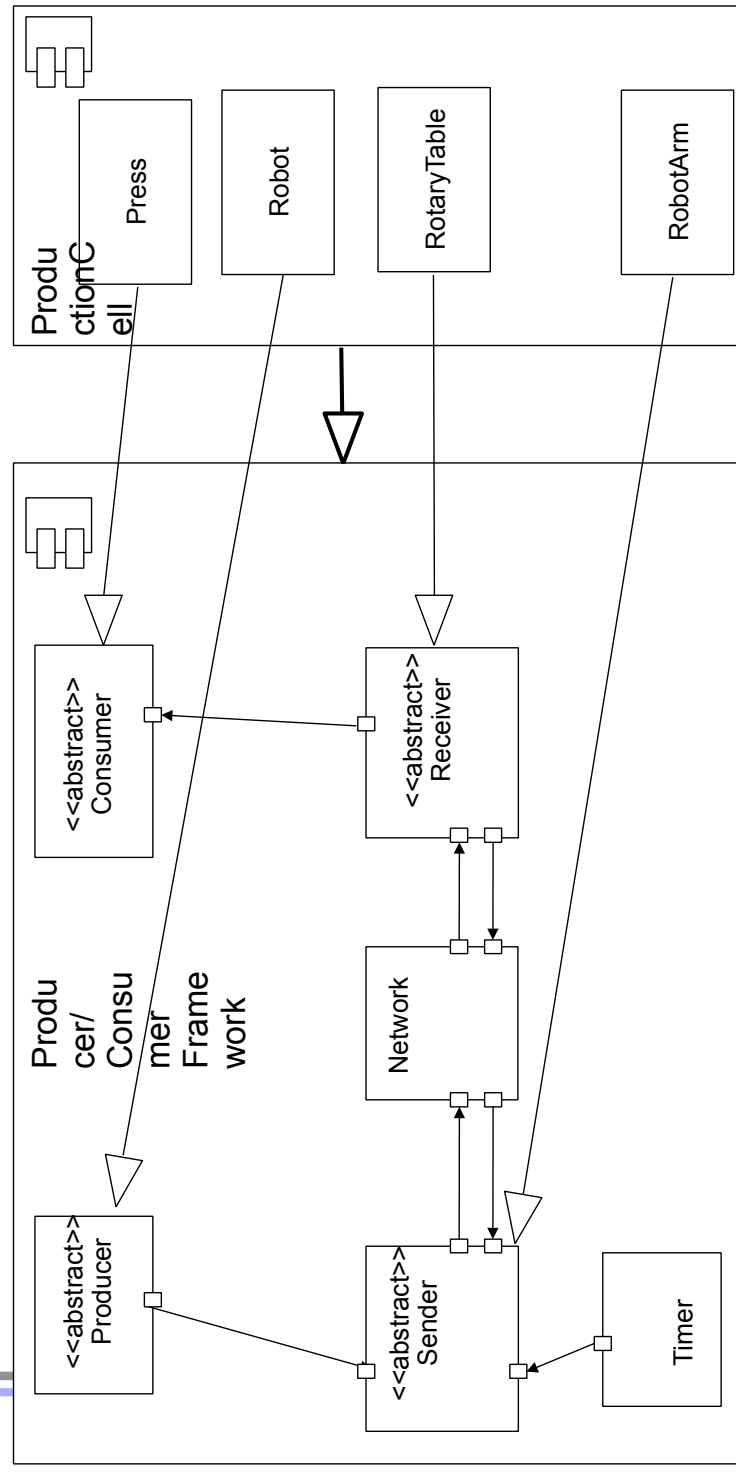 Produ
cer/
Consu
mer
Frame
work
<<abstract>>
Producer
<<abstract>>
Consumer
<<abstract>>
Sender
Network
<<abstract>>
Receiver
Timer
Produ
ctionC
ell
Press
Robot
RotaryTable
RobotArm